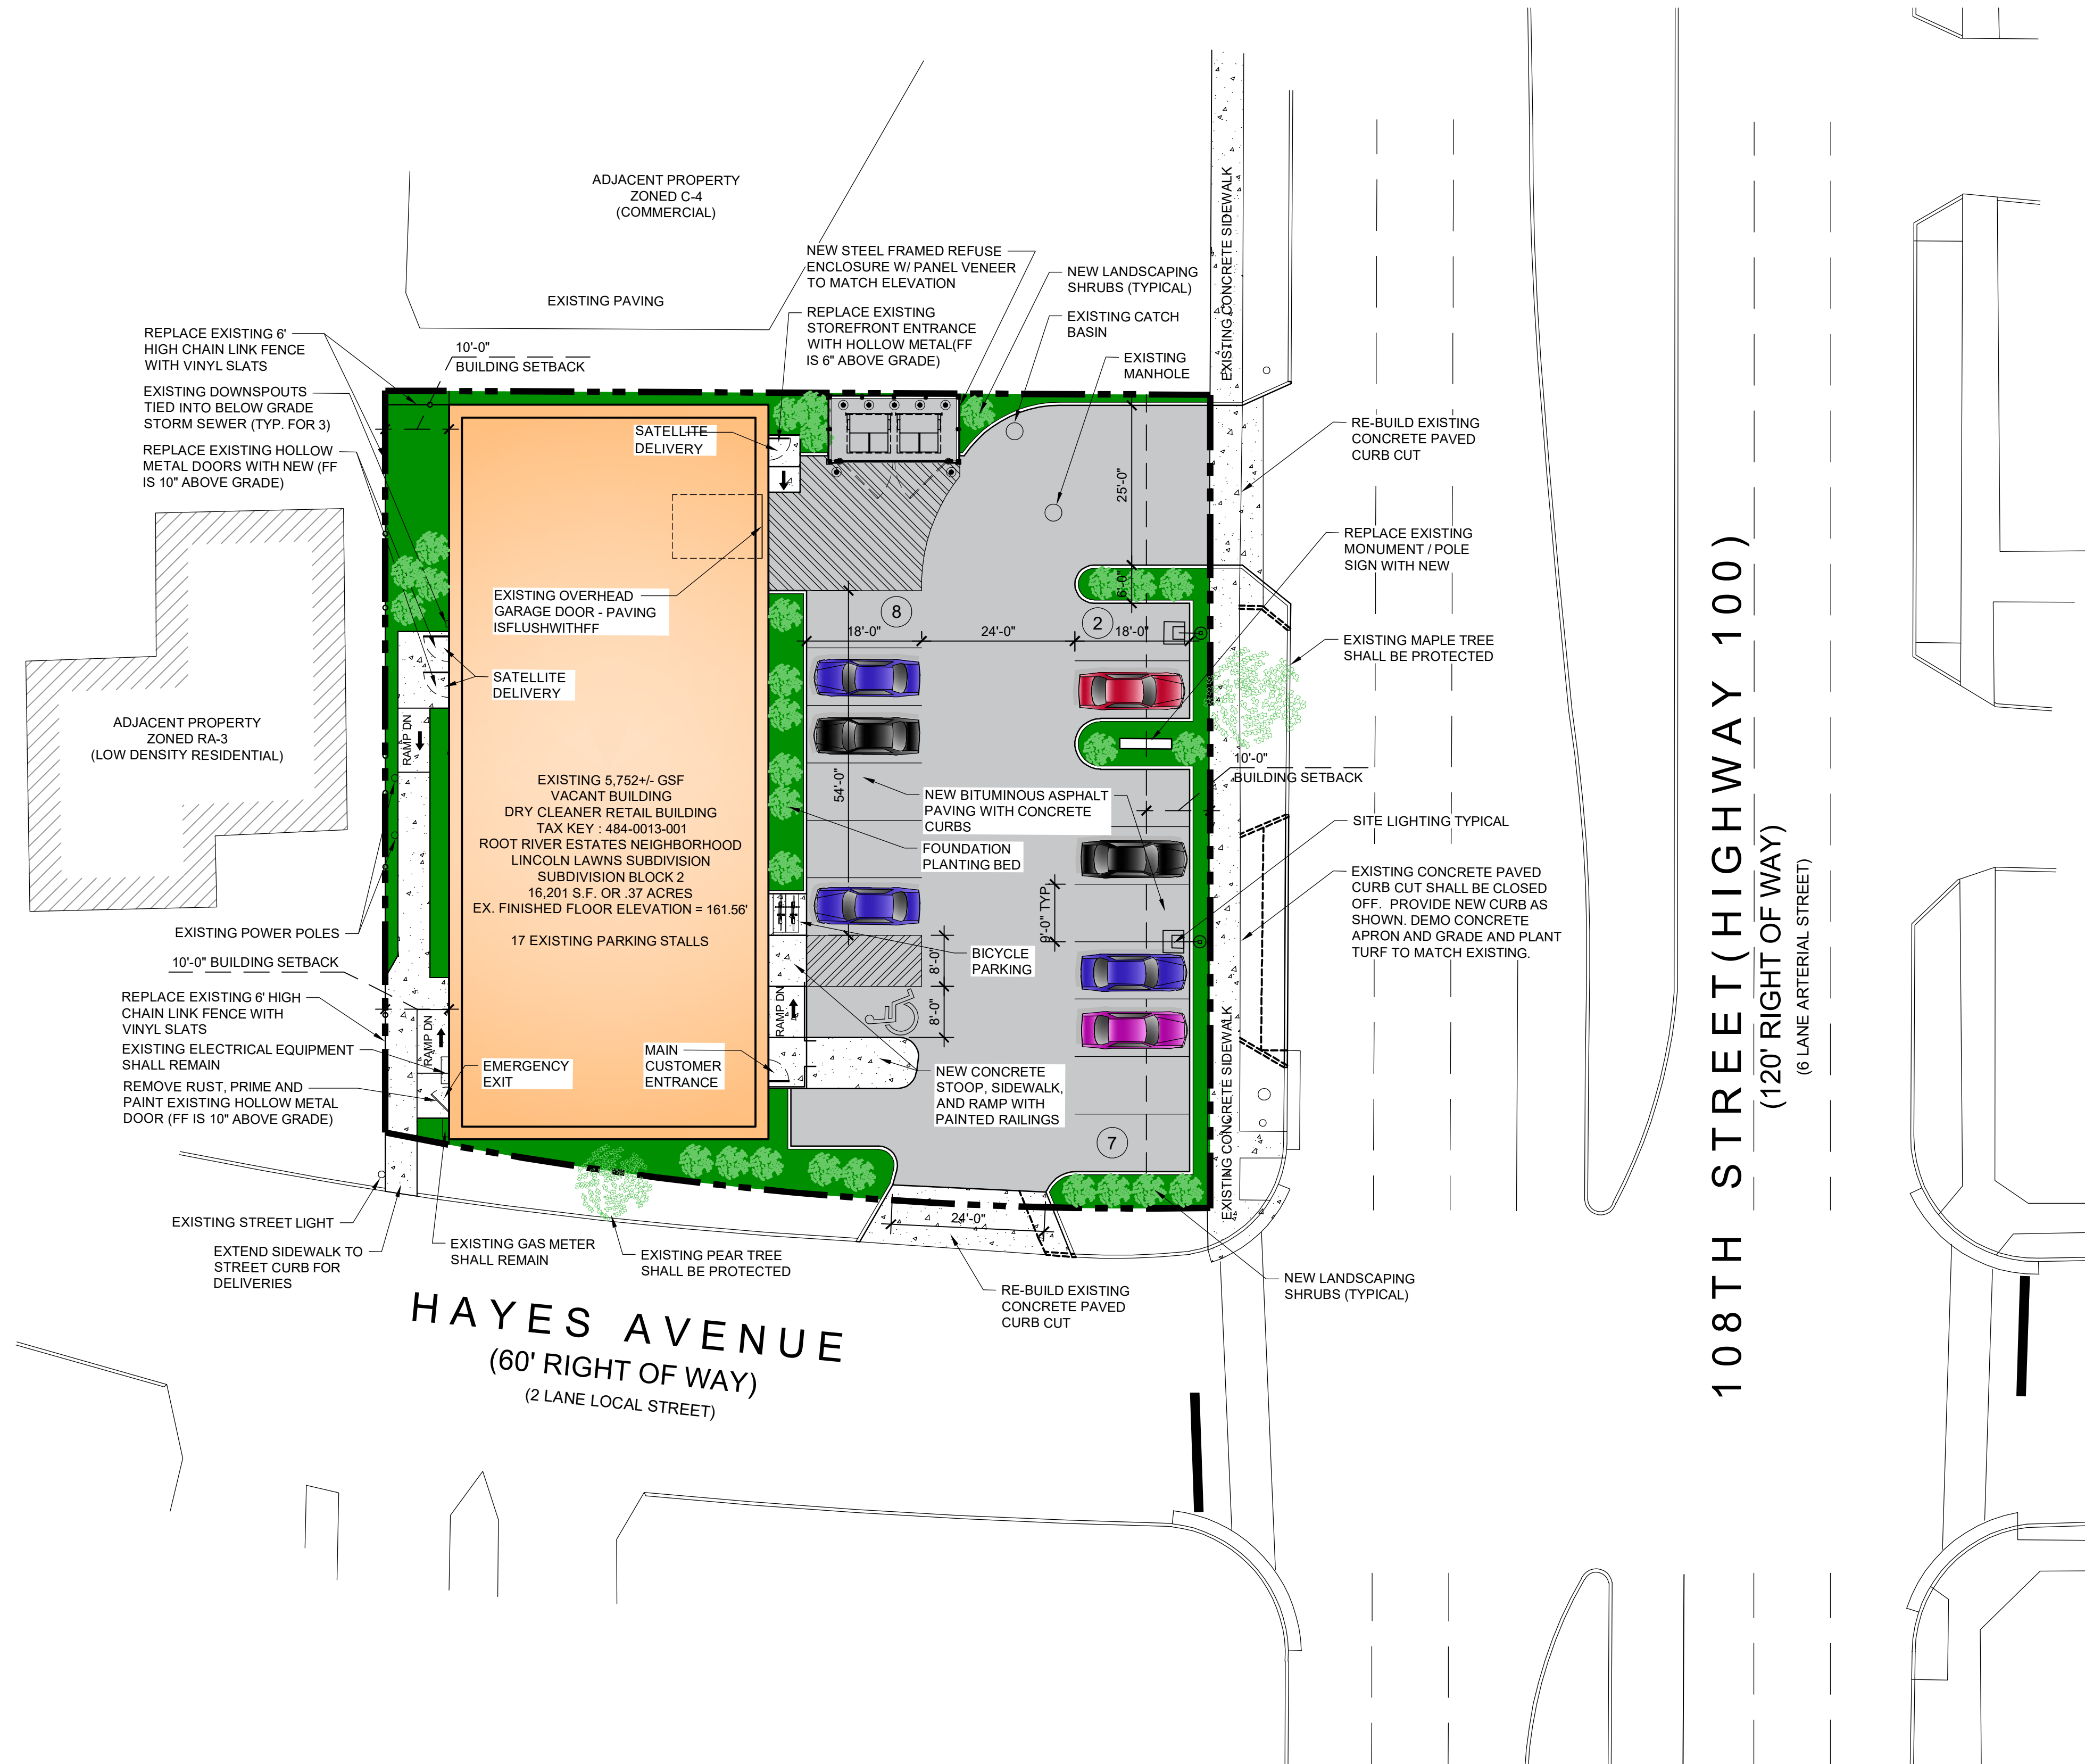 ADJACENT PROPERTY
ZONED C-4
(COMMERCIAL)
EXISTING PAVING
NEW STEEL FRAMED REFUSE
ENCLOSURE W/ PANEL VENEER
TO MATCH ELEVATION
NEW LANDSCAPING
SHRUBS (TYPICAL)
REPLACE EXISTING
STOREFRONT ENTRANCE
WITH HOLLOW METAL(FF
IS 6" ABOVE GRADE)
EXISTING CATCH
BASIN
EXISTING
MANHOLE
EXISTING CONCRETE SIDEWALK
REPLACE EXISTING 6'
HIGH CHAIN LINK FENCE
WITH VINYL SLATS
10'-0"
BUILDING SETBACK
EXISTING DOWNSPOUTS
TIED INTO BELOW GRADE
STORM SEWER (TYP. FOR 3)
REPLACE EXISTING HOLLOW
METAL DOORS WITH NEW (FF
IS 10" ABOVE GRADE)
SATELLITE
DELIVERY
RE-BUILD EXISTING
CONCRETE PAVED
CURB CUT
25'-0"
REPLACE EXISTING
MONUMENT / POLE
SIGN WITH NEW
6'-0"
EXISTING OVERHEAD
GARAGE DOOR - PAVING
ISFLUSHWITHFF
8
2
18'-0"
24'-0"
18'-0"
EXISTING MAPLE TREE
SHALL BE PROTECTED
SATELLITE
DELIVERY
ADJACENT PROPERTY
ZONED RA-3
(LOW DENSITY RESIDENTIAL)
RAMP DN
54'-0"
10'-0"
BUILDING SETBACK
EXISTING 5,752+/- GSF
VACANT BUILDING
DRY CLEANER RETAIL BUILDING
TAX KEY : 484-0013-001
ROOT RIVER ESTATES NEIGHBORHOOD
LINCOLN LAWNS SUBDIVISION
SUBDIVISION BLOCK 2
16,201 S.F. OR .37 ACRES
EX. FINISHED FLOOR ELEVATION = 161.56'
17 EXISTING PARKING STALLS
NEW BITUMINOUS ASPHALT
PAVING WITH CONCRETE
CURBS
FOUNDATION
PLANTING BED
SITE LIGHTING TYPICAL
9'-0" TYP.
EXISTING CONCRETE PAVED
CURB CUT SHALL BE CLOSED
OFF. PROVIDE NEW CURB AS
SHOWN. DEMO CONCRETE
APRON AND GRADE AND PLANT
TURF TO MATCH EXISTING.
EXISTING POWER POLES
10'-0" BUILDING SETBACK
BICYCLE
PARKING
8'-0"
8'-0"
RAMP DN
RAMP DN
REPLACE EXISTING 6' HIGH
CHAIN LINK FENCE WITH
VINYL SLATS
EXISTING ELECTRICAL EQUIPMENT
SHALL REMAIN
REMOVE RUST, PRIME AND
PAINT EXISTING HOLLOW METAL
DOOR (FF IS 10" ABOVE GRADE)
EMERGENCY
EXIT
MAIN
CUSTOMER
ENTRANCE
NEW CONCRETE
STOOP, SIDEWALK,
AND RAMP WITH
PAINTED RAILINGS
7
EXISTING CONCRETE SIDEWALK
24'-0"
EXISTING STREET LIGHT
EXTEND SIDEWALK TO
STREET CURB FOR
DELIVERIES
EXISTING GAS METER
SHALL REMAIN
EXISTING PEAR TREE
SHALL BE PROTECTED
RE-BUILD EXISTING
CONCRETE PAVED
CURB CUT
NEW LANDSCAPING
SHRUBS (TYPICAL)
HAYES AVENUE
(60' RIGHT OF WAY)
(2 LANE LOCAL STREET)
108TH STREET(HIGHWAY 100)
(120' RIGHT OF WAY)
(6 LANE ARTERIAL STREET)